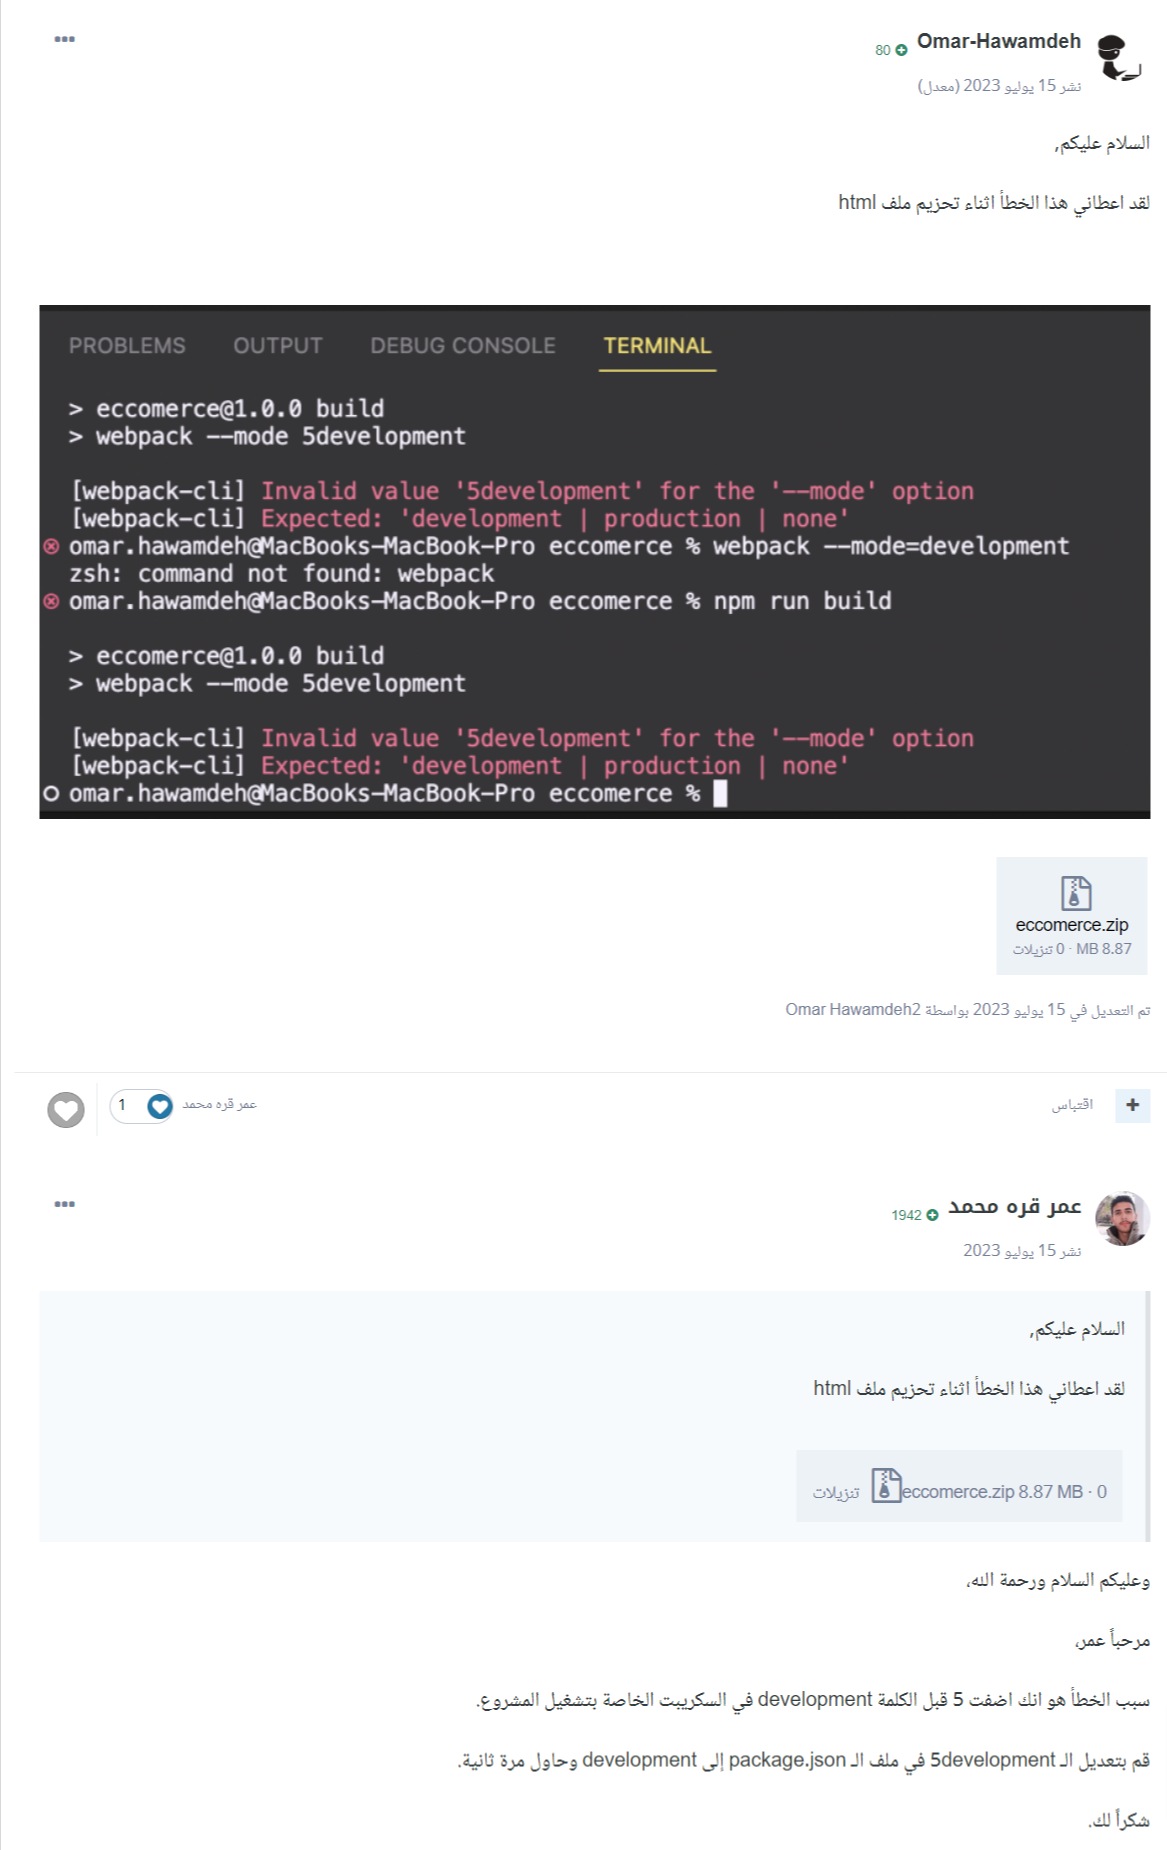 Omar-Hawamdeh
80
نشر 15 يوليو 2023 (معدل)
السلام عليكم,
لقد اعطاني هذا الخطأ اثناء تحزيم ملف html
PROBLEMS OUTPUT DEBUG CONSOLE TERMINAL
> eccomerce@1.0.0 build
> webpack --mode 5development
[webpack-cli] Invalid value '5development' for the '--mode' option
[webpack-cli] Expected: 'development | production | none'
omar.hawamdeh@MacBooks-MacBook-Pro eccomerce % webpack --mode=development
zsh: command not found: webpack
omar.hawamdeh@MacBooks-MacBook-Pro eccomerce % npm run build
> eccomerce@1.0.0 build
> webpack --mode 5development
[webpack-cli] Invalid value '5development' for the '--mode' option
[webpack-cli] Expected: 'development | production | none'
omar.hawamdeh@MacBooks-MacBook-Pro eccomerce %
eccomerce.zip
8.87 MB · 0 تنزيلات
تم التعديل في 15 يوليو 2023 بواسطة Omar Hawamdeh2
+ اقتباس
عمر قره محمد 1
عمر قره محمد
1942
نشر 15 يوليو 2023
السلام عليكم,
لقد اعطاني هذا الخطأ اثناء تحزيم ملف html
eccomerce.zip 8.87 MB · 0 تنزيلات
وعليكم السلام ورحمة الله،
مرحباً عمر،
سبب الخطأ هو انك اضفت 5 قبل الكلمة development في السكريبت الخاصة بتشغيل المشروع.
قم بتعديل الـ 5development في ملف الـ package.json إلى development وحاول مرة ثانية.
شكراً لك.